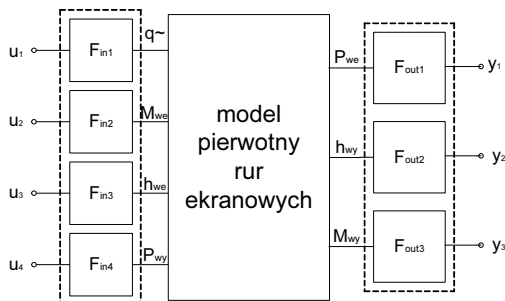 u1 Fin1 q~
u2 Fin2 Mwe
u3 Fin3 hwe
u4 Fin4 Pwy
model
pierwotny
rur
ekranowych
Pwe Fout1 y1
hwy Fout2 y2
Mwy Fout3 y3